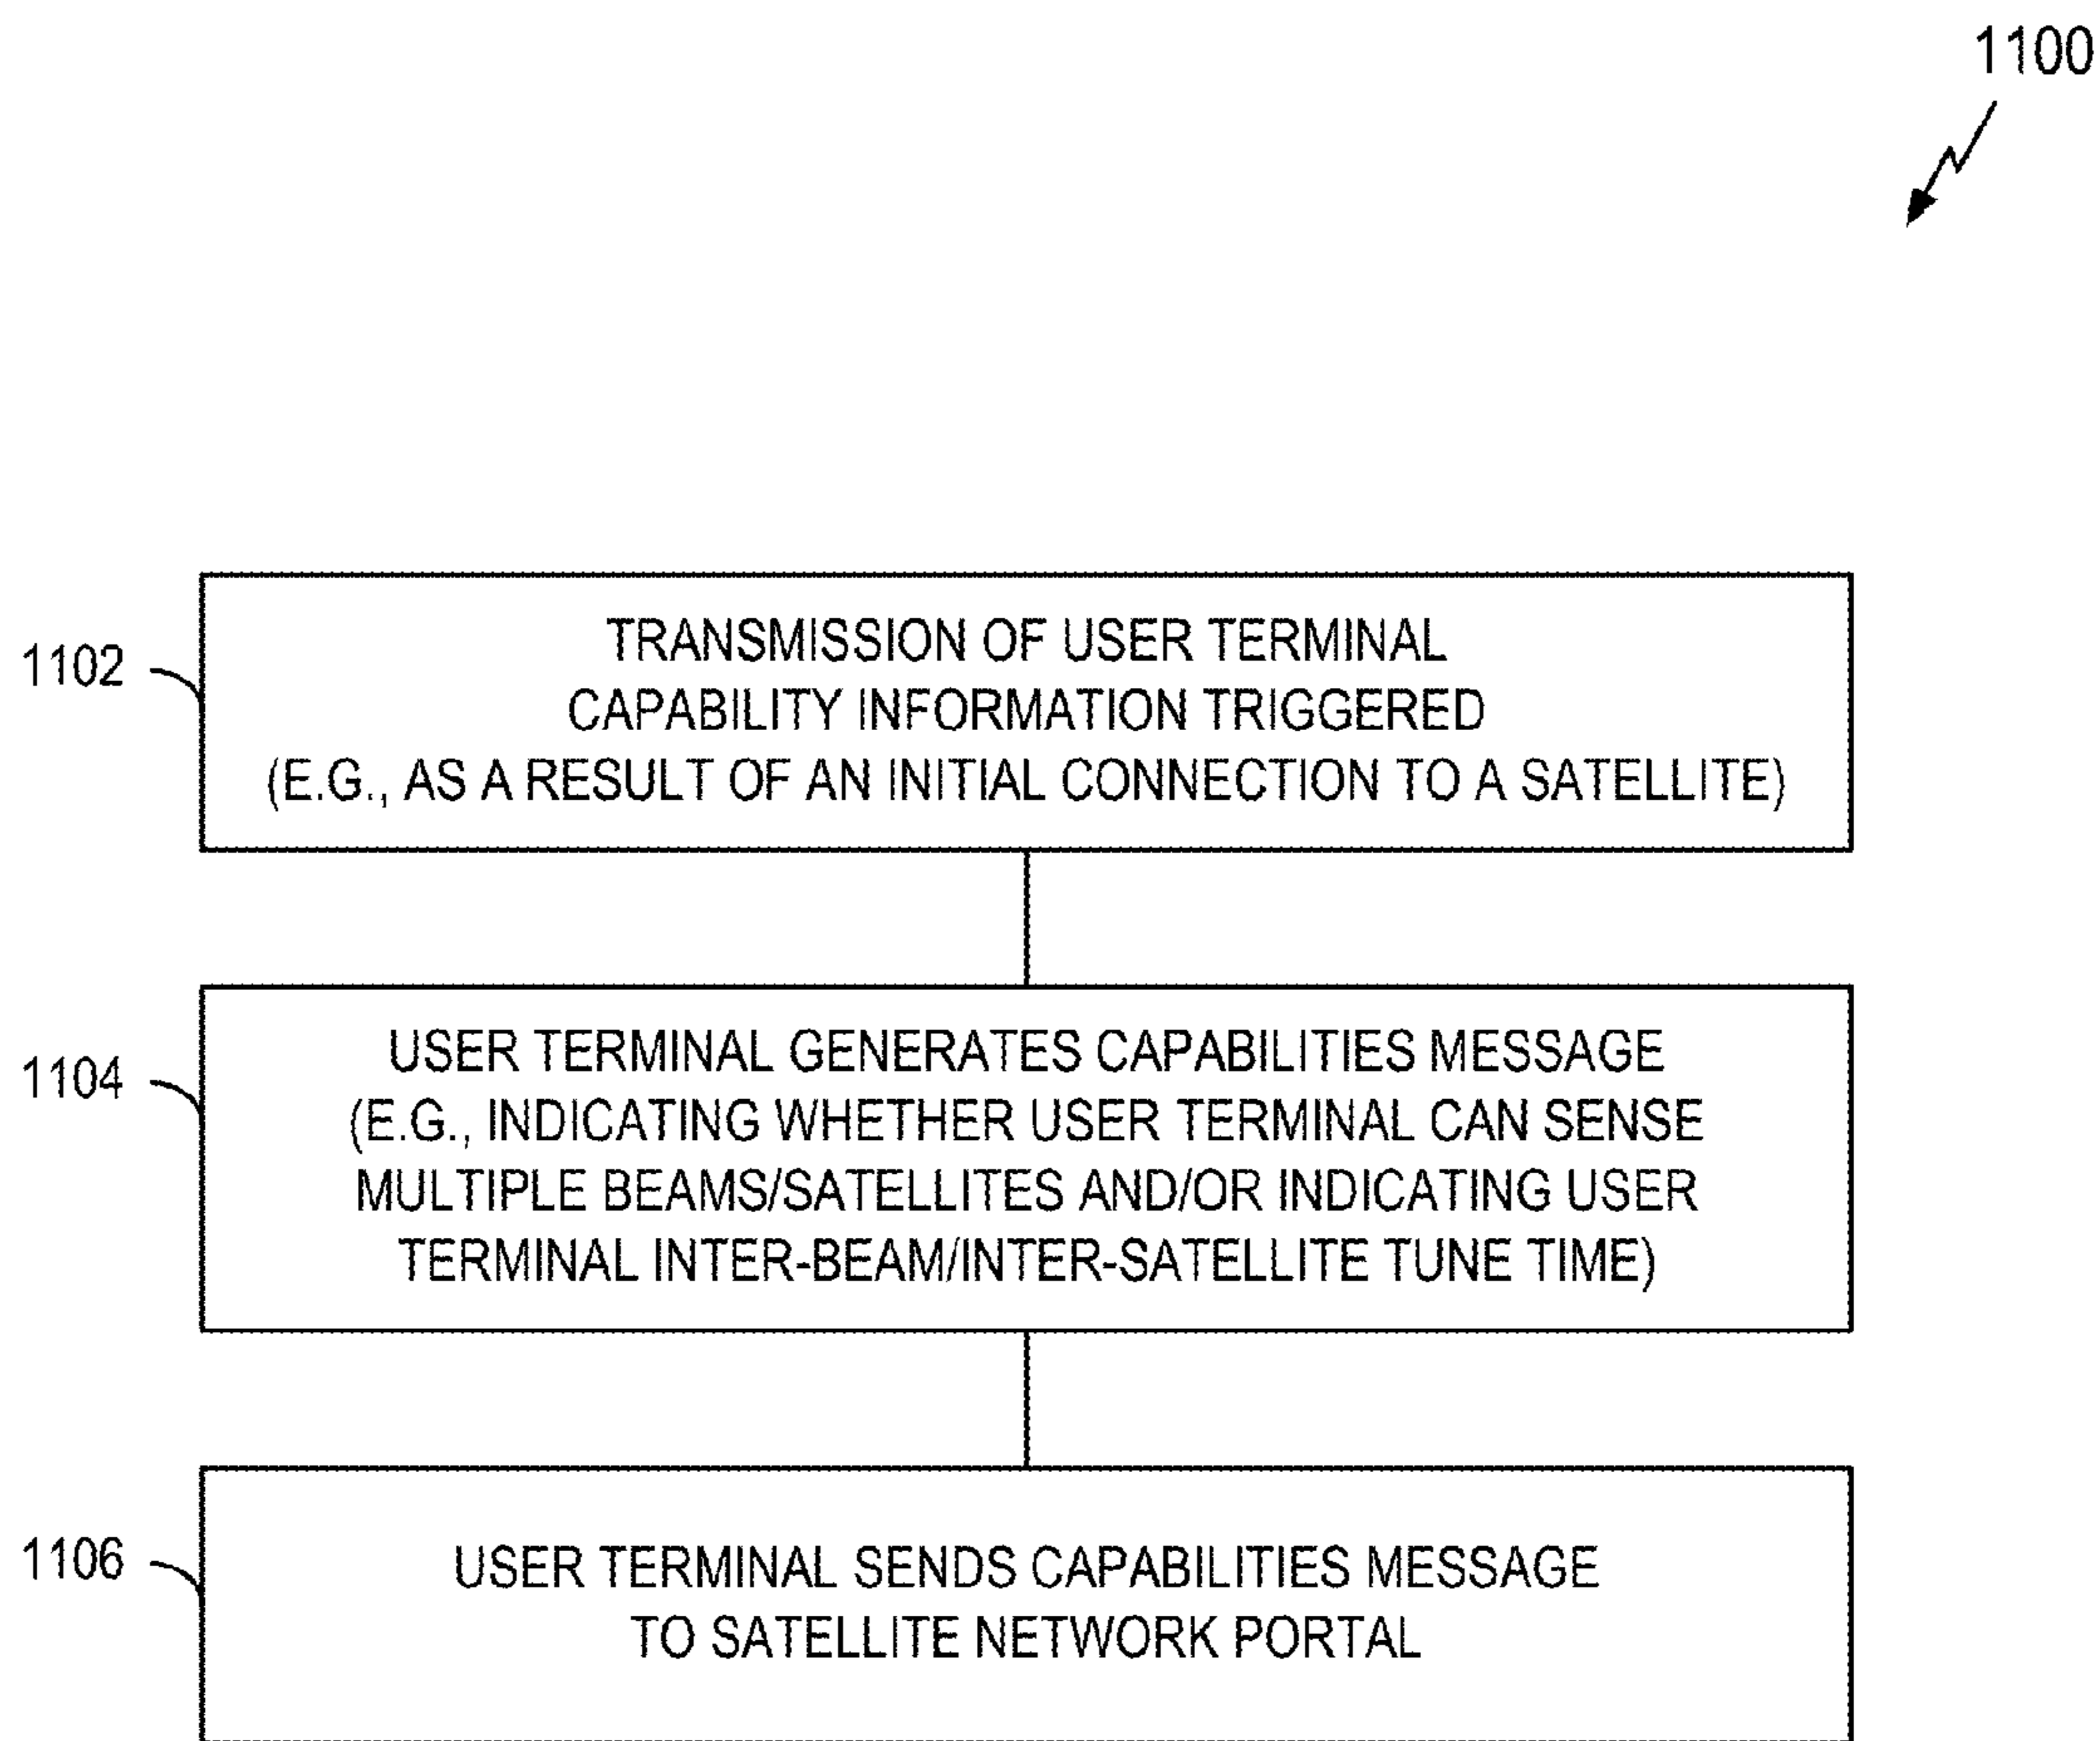 1100
1102
TRANSMISSION OF USER TERMINAL
CAPABILITY INFORMATION TRIGGERED
(E.G., AS A RESULT OF AN INITIAL CONNECTION TO A SATELLITE)
1104
USER TERMINAL GENERATES CAPABILITIES MESSAGE
(E.G., INDICATING WHETHER USER TERMINAL CAN SENSE
MULTIPLE BEAMS/SATELLITES AND/OR INDICATING USER
TERMINAL INTER-BEAM/INTER-SATELLITE TUNE TIME)
1106
USER TERMINAL SENDS CAPABILITIES MESSAGE
TO SATELLITE NETWORK PORTAL